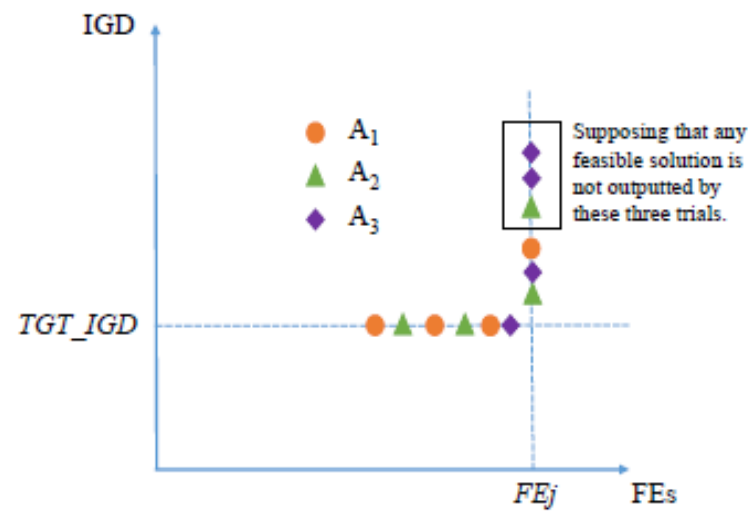 IGD
A1
A2
A3
Supposing that any
feasible solution is
not outputted by
these three trials.
TGT_IGD
FEj
FEs